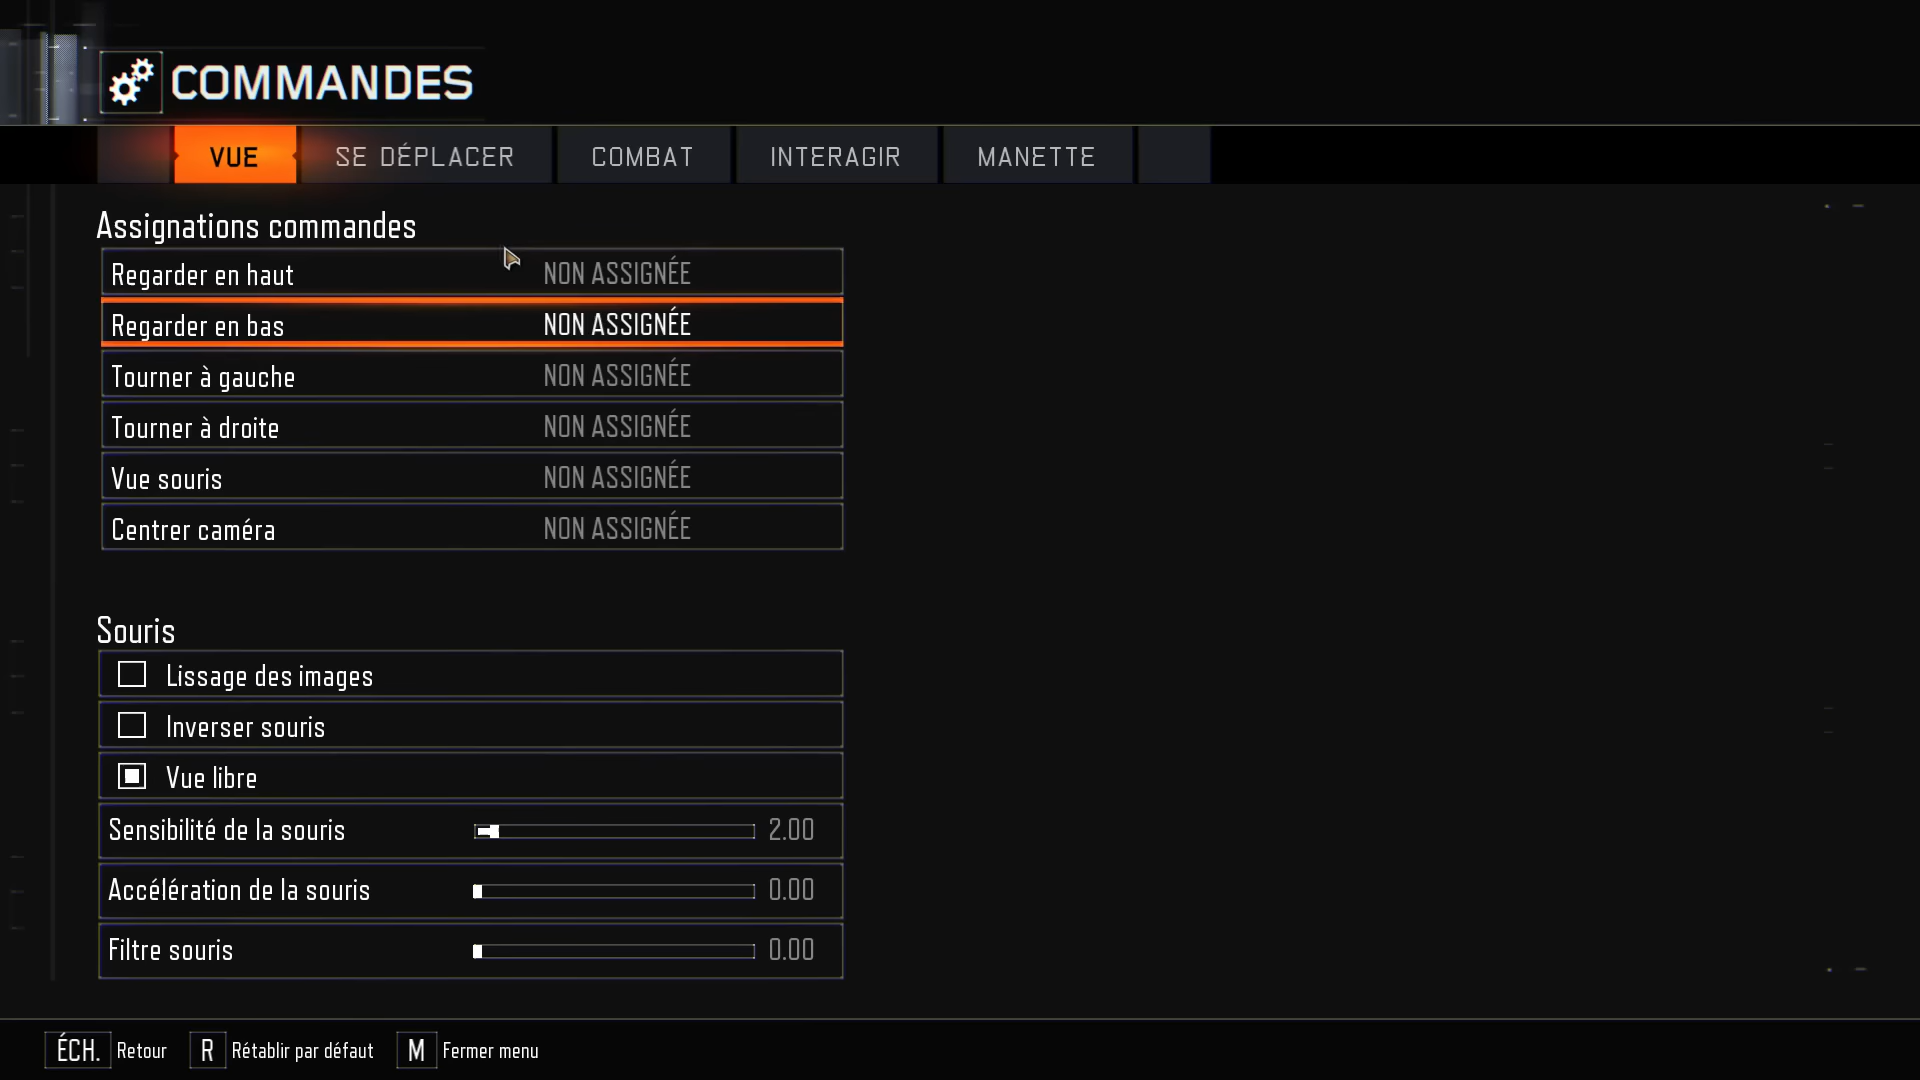 COMMANDES
VUE SE DÉPLACER COMBAT INTERAGIR MANETTE
Assignations commandes
Regarder en haut NON ASSIGNÉE
Regarder en bas NON ASSIGNÉE
Tourner à gauche NON ASSIGNÉE
Tourner à droite NON ASSIGNÉE
Vue souris NON ASSIGNÉE
Centrer caméra NON ASSIGNÉE
Souris
Lissage des images
Inverser souris
Vue libre
Sensibilité de la souris 2.00
Accélération de la souris 0.00
Filtre souris 0.00
ÉCH. Retour R Rétablir par défaut M Fermer menu